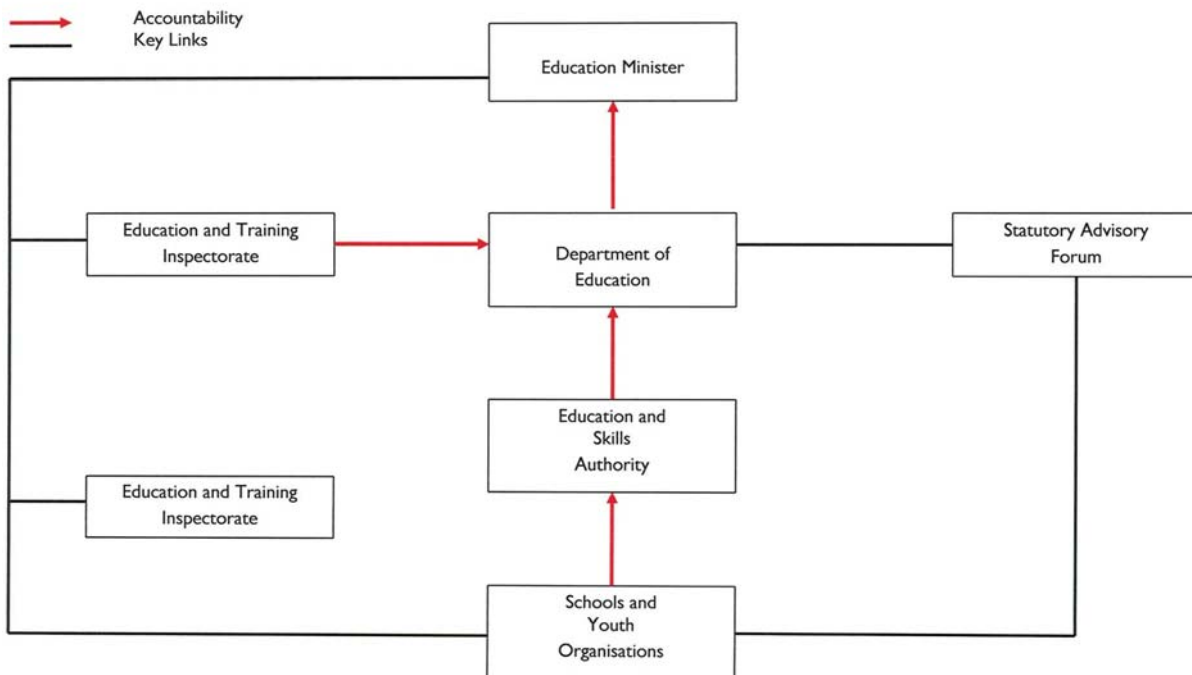 Accountability
Key Links
Education Minister
Education and Training
Inspectorate
Department of
Education
Statutory Advisory
Forum
Education and
Skills
Authority
Education and Training
Inspectorate
Schools and
Youth
Organisations